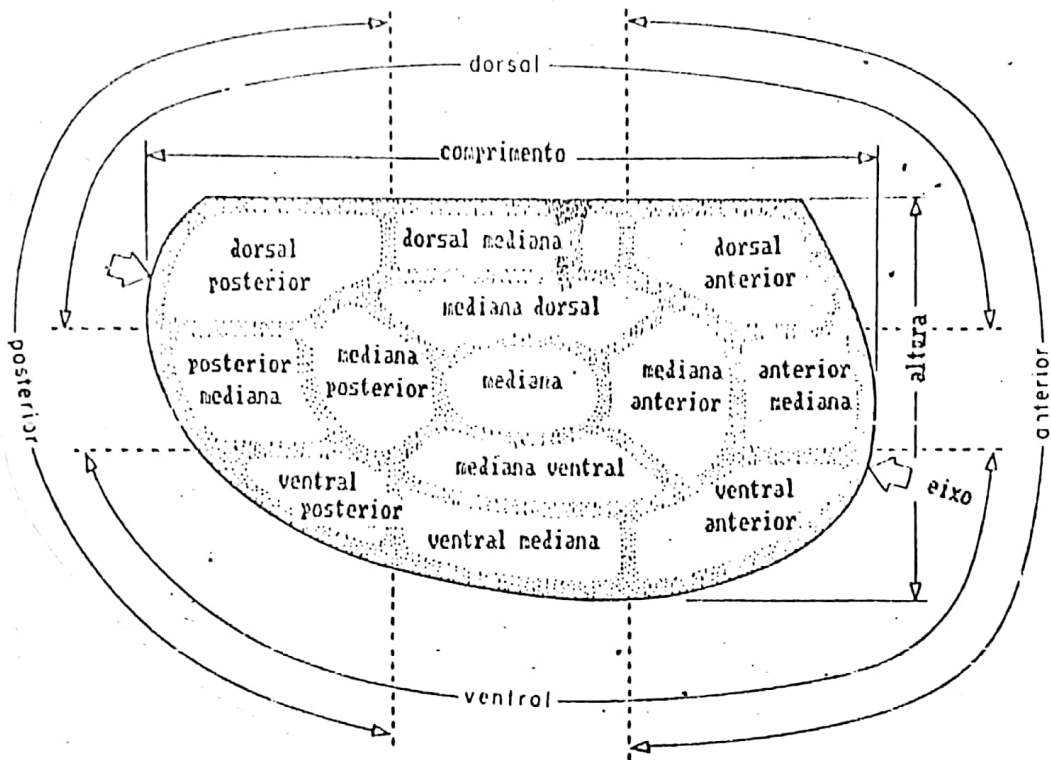 dorsal
comprimento
dorsal
posterior
dorsal mediana
dorsal
anterior
mediana dorsal
posterior
posterior
mediana
mediana
posterior
mediana
mediana
anterior
anterior
mediana
altura
anterior
ventral
posterior
mediana ventral
ventral
anterior
eixo
ventral mediana
ventral